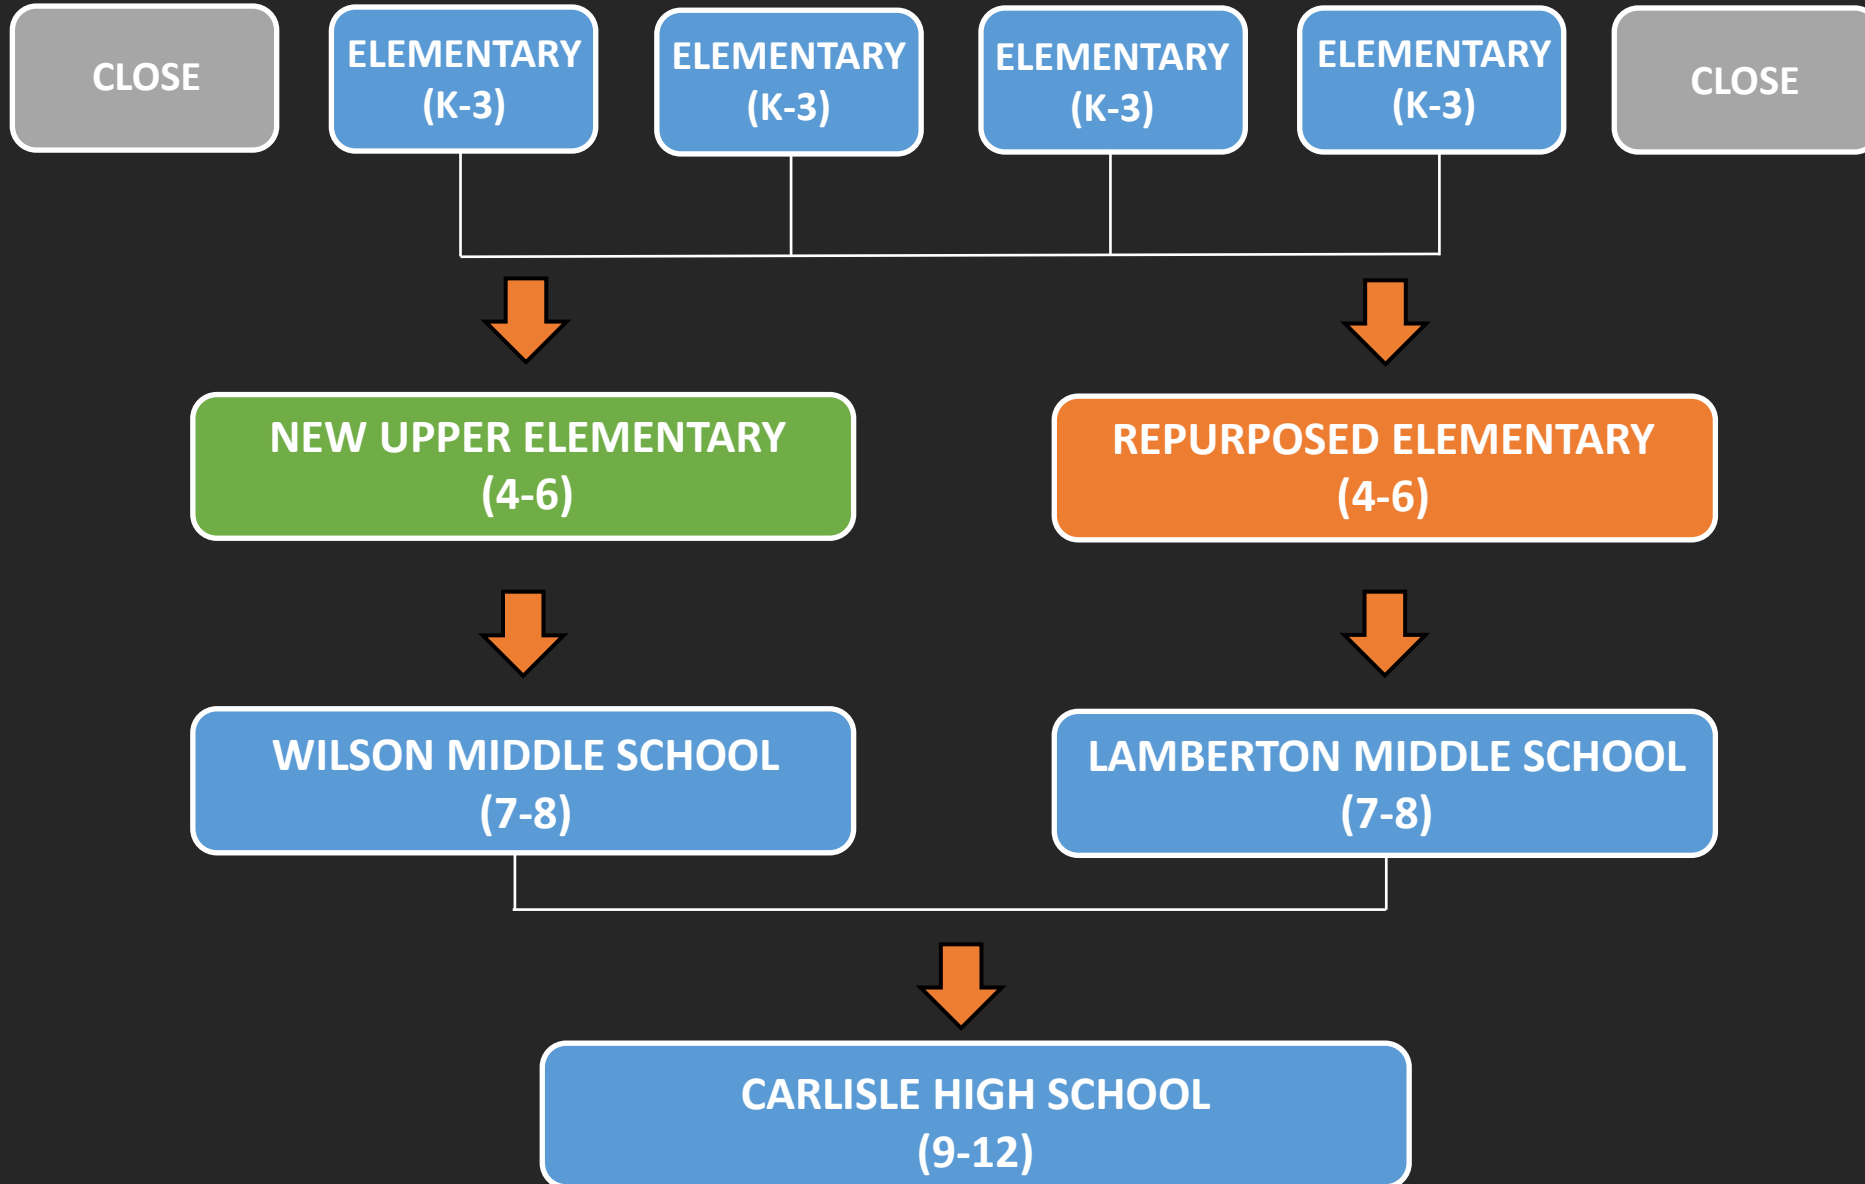 CLOSE
ELEMENTARY
(K-3)
ELEMENTARY
(K-3)
ELEMENTARY
(K-3)
ELEMENTARY
(K-3)
CLOSE
NEW UPPER ELEMENTARY
(4-6)
REPURPOSED ELEMENTARY
(4-6)
WILSON MIDDLE SCHOOL
(7-8)
LAMBERTON MIDDLE SCHOOL
(7-8)
CARLISLE HIGH SCHOOL
(9-12)